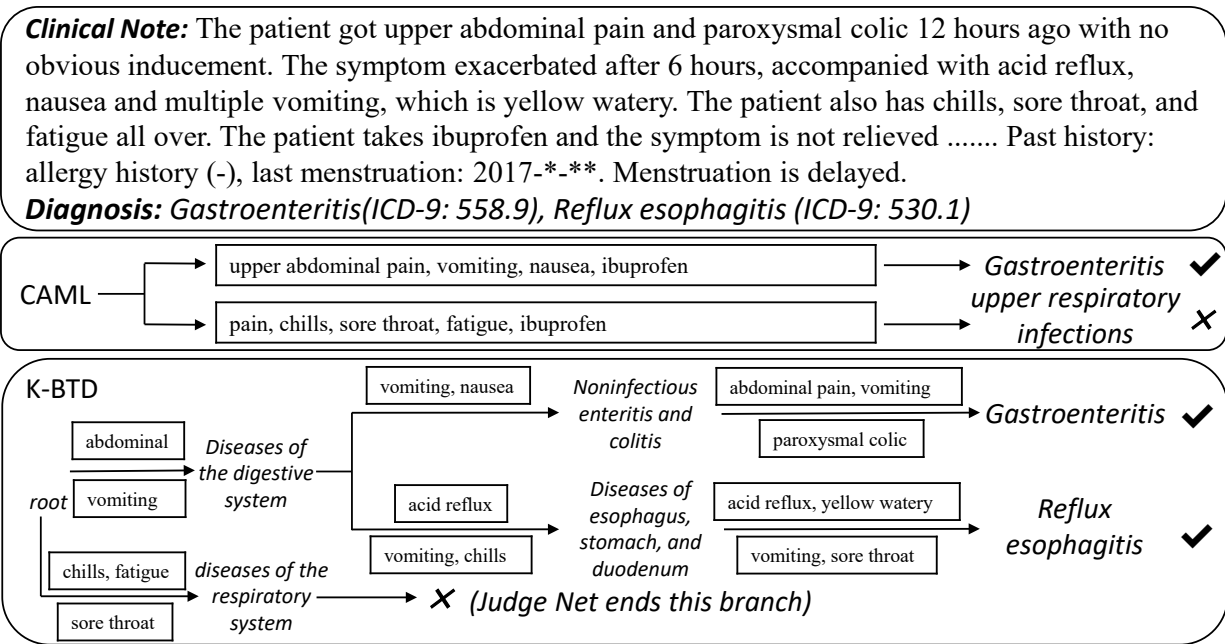 Clinical Note: The patient got upper abdominal pain and paroxysmal colic 12 hours ago with no
obvious inducement. The symptom exacerbated after 6 hours, accompanied with acid reflux,
nausea and multiple vomiting, which is yellow watery. The patient also has chills, sore throat, and
fatigue all over. The patient takes ibuprofen and the symptom is not relieved ....... Past history:
allergy history (-), last menstruation: 2017-*-**. Menstruation is delayed.
Diagnosis: Gastroenteritis(ICD-9: 558.9), Reflux esophagitis (ICD-9: 530.1)
CAML
upper abdominal pain, vomiting, nausea, ibuprofen
Gastroenteritis
pain, chills, sore throat, fatigue, ibuprofen
upper respiratory
infections
K-BTD
root
abdominal
vomiting
Diseases of
the digestive
system
vomiting, nausea
Noninfectious
enteritis and
colitis
abdominal pain, vomiting
paroxysmal colic
Gastroenteritis
acid reflux
vomiting, chills
Diseases of
esophagus,
stomach, and
duodenum
acid reflux, yellow watery
vomiting, sore throat
Reflux
esophagitis
chills, fatigue
sore throat
diseases of the
respiratory
system
(Judge Net ends this branch)